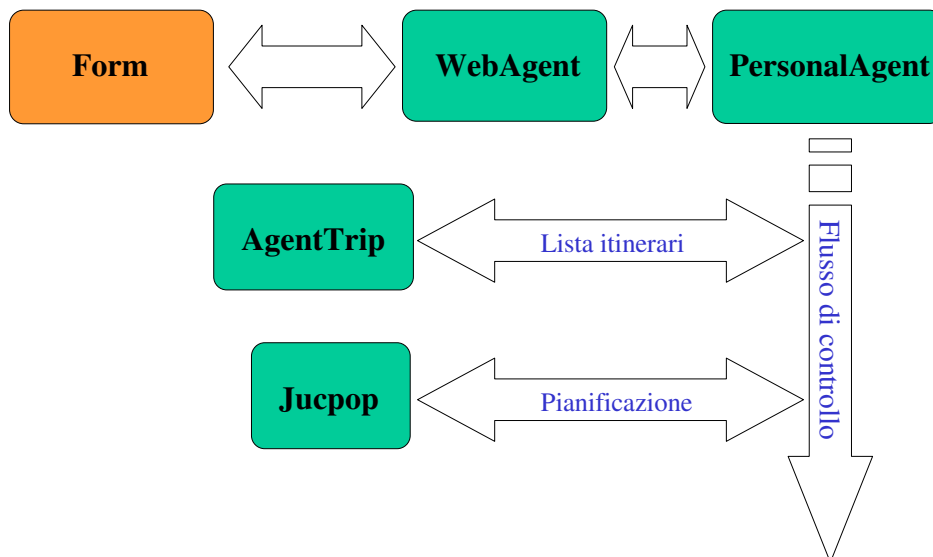 Form
WebAgent
PersonalAgent
AgentTrip
Lista itinerari
Flusso di controllo
Jucpop
Pianificazione